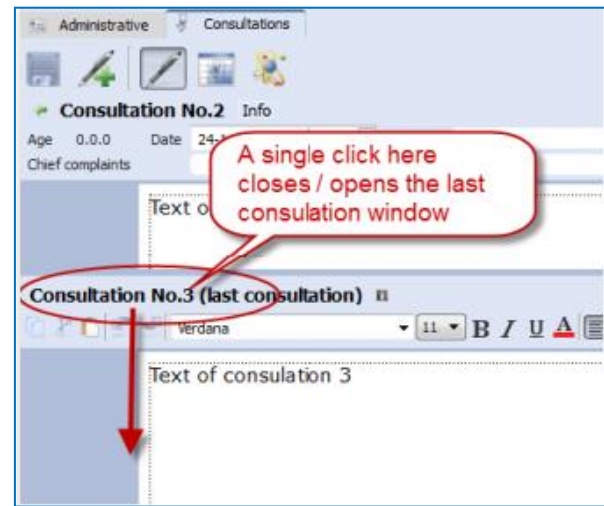 Administrative Consultations
Consultation No.2 Info
Age 0.0.0 Date 24-
Chief complaints
A single click here
closes / opens the last
consulation window
Text o
Consultation No.3 (last consultation)
Verdana 11 B I U A
Text of consulation 3